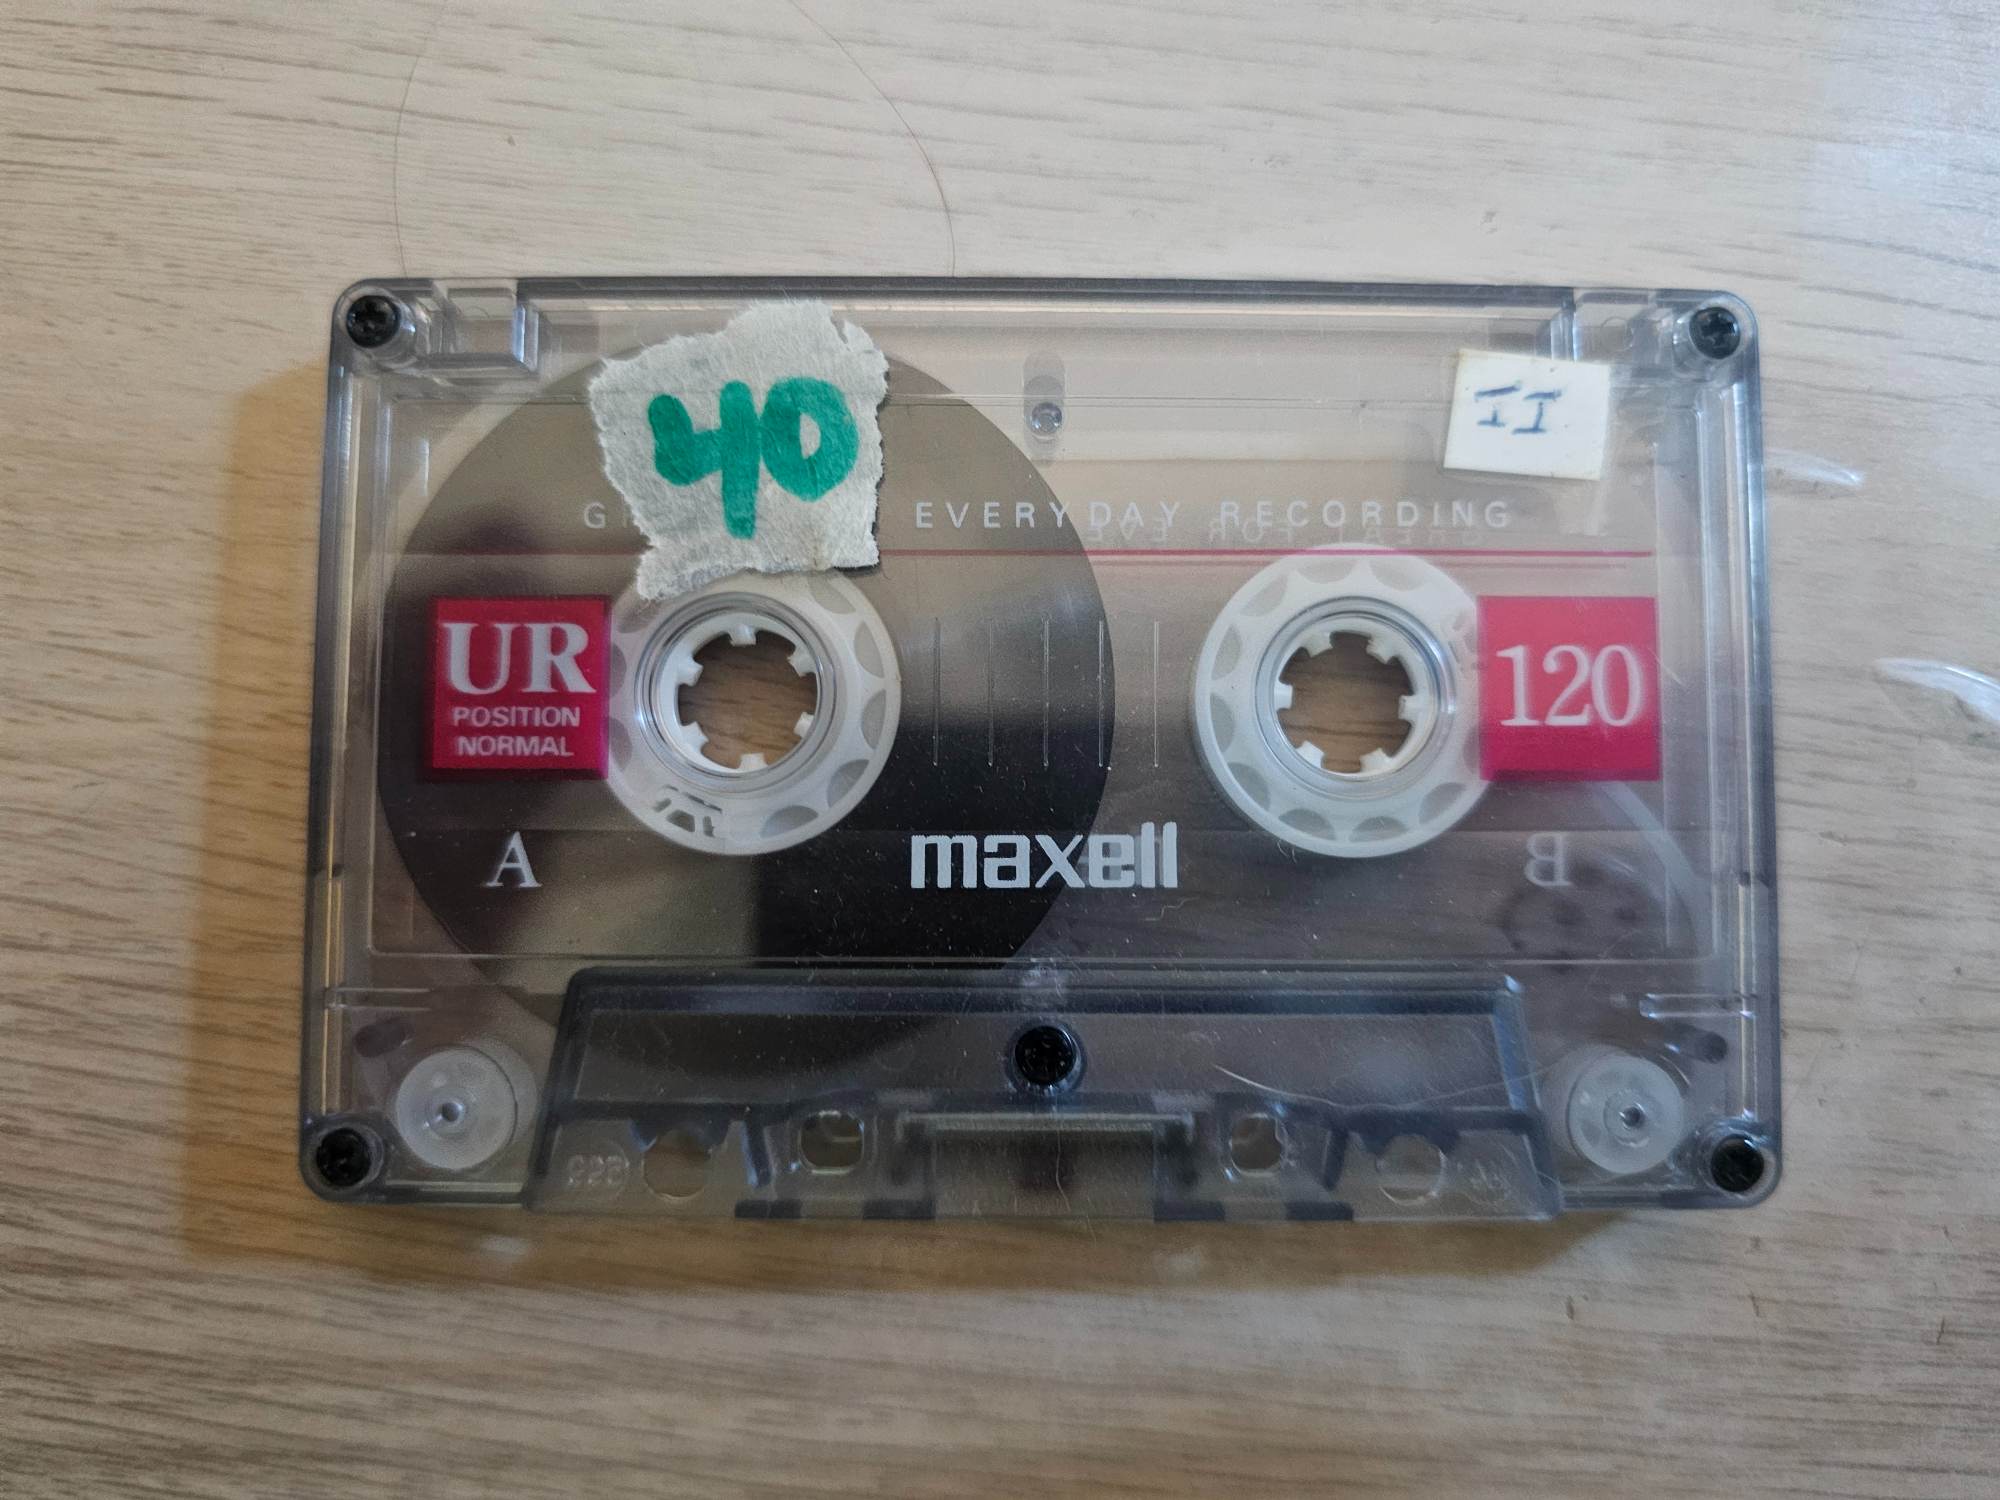 40
II
G EVERYDAY RECORDING
UR
POSITION
NORMAL
120
A
maxell
B